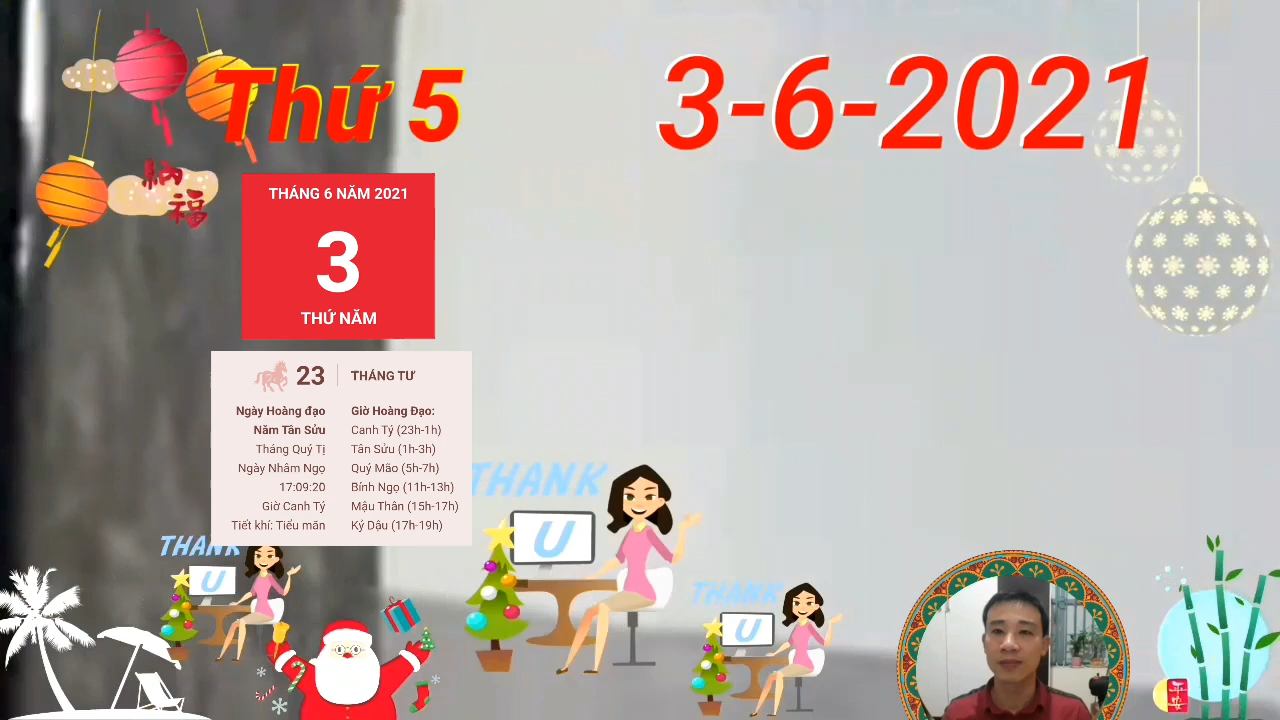 Thứ 5
3-6-2021
納
福
THÁNG 6 NĂM 2021
3
THỨ NĂM
23
THÁNG TƯ
Ngày Hoàng đạo
Năm Tân Sửu
Tháng Quý Tị
Ngày Nhâm Ngọ
17:09:20
Giờ Canh Tý
Tiết khí: Tiểu mãn
Giờ Hoàng Đạo:
Canh Tý (23h-1h)
Tân Sửu (1h-3h)
Quý Mão (5h-7h)
Bính Ngọ (11h-13h)
Mậu Thân (15h-17h)
Ký Dậu (17h-19h)
THANK
U
THANK
U
THANK
U
平安